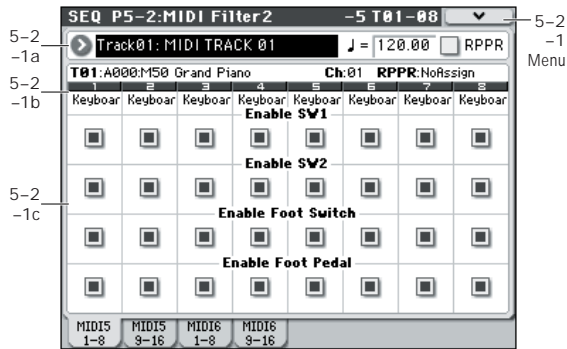 SEQ P5-2:MIDI Filter2 -5 T01-08
5-2
-1
Menu
5-2
-1a
Track01: MIDI TRACK 01 ♩= 120.00 RPPR
T01:A000:M50 Grand Piano Ch:01 RPPR:NoAssign
5-2
-1b
1 2 3 4 5 6 7 8
Keyboar Keyboar Keyboar Keyboar Keyboar Keyboar Keyboar Keyboar
Enable SW1
Enable SW2
5-2
-1c
Enable Foot Switch
Enable Foot Pedal
MIDI5 MIDI5 MIDI6 MIDI6
1-8 9-16 1-8 9-16